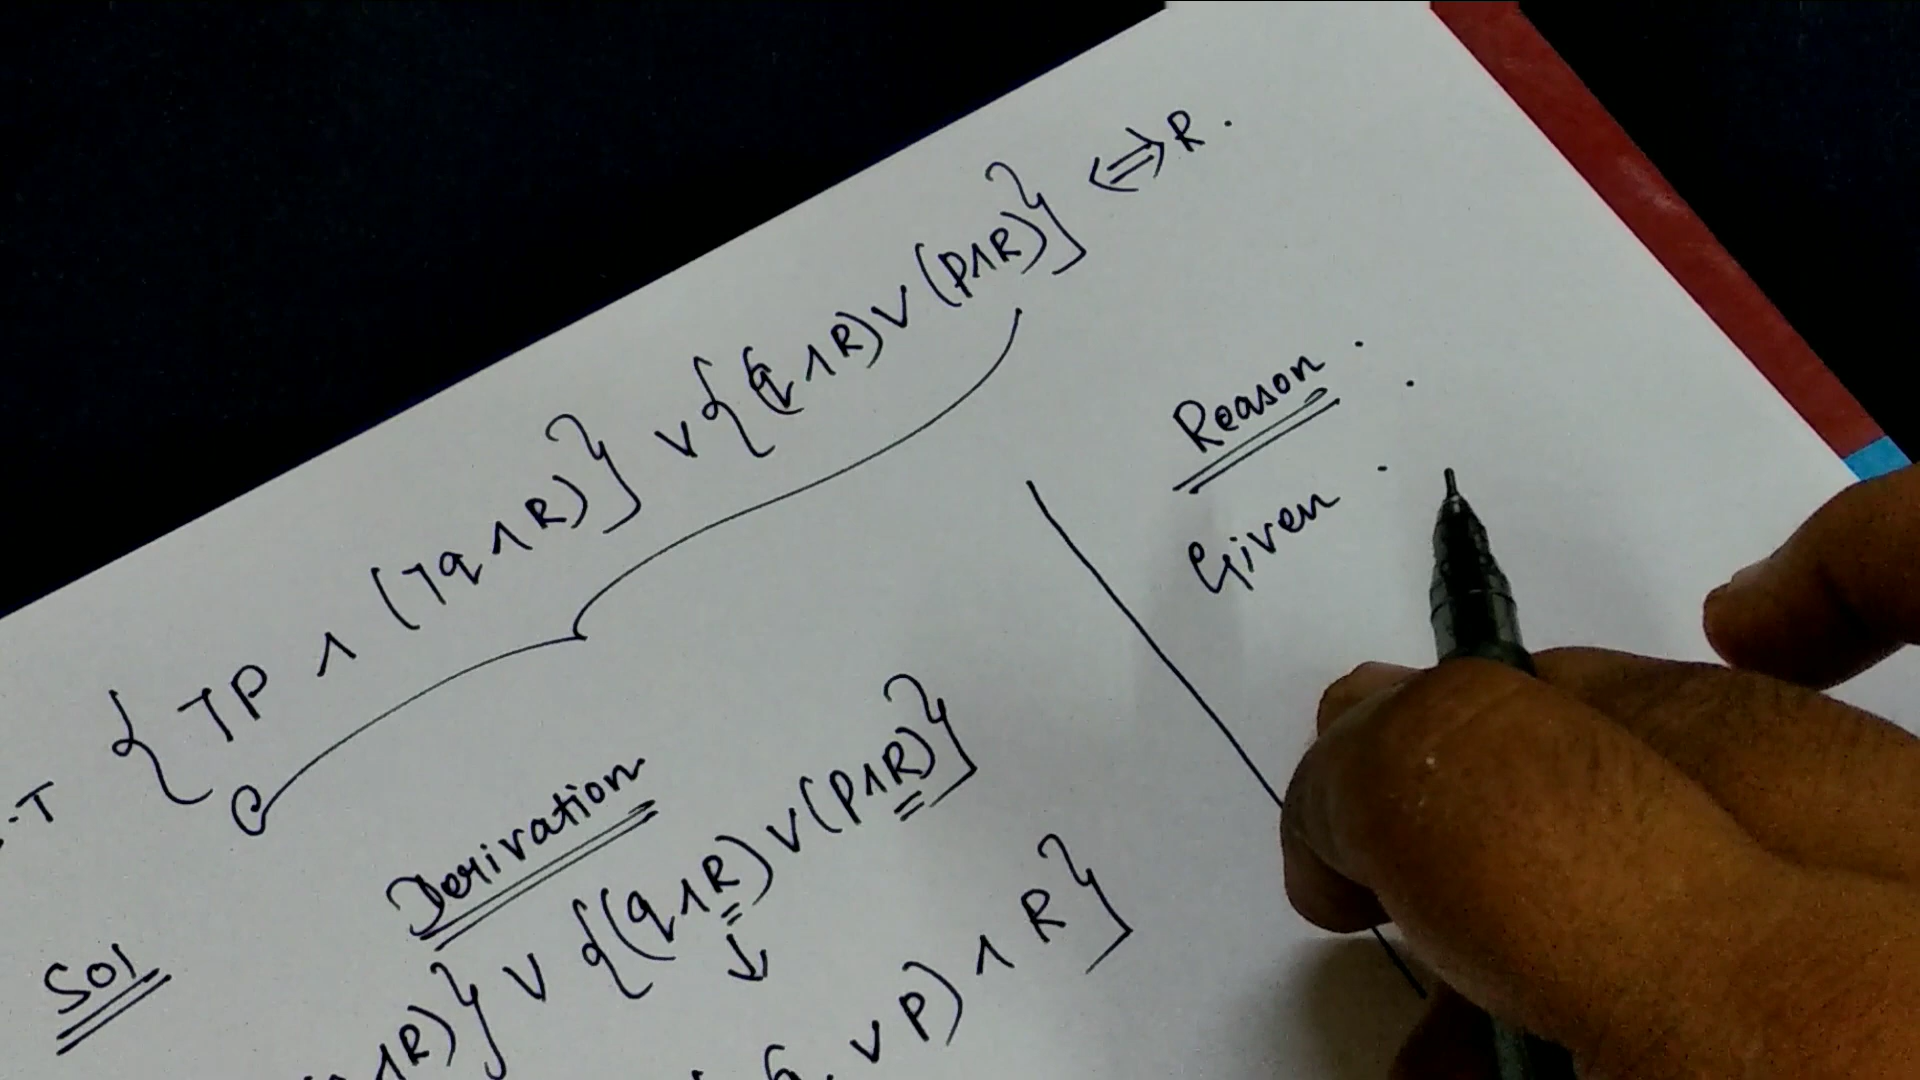 .T {¬P ∧ (¬q ∧ R)} ∨ {(q ∧ R) ∨ (P ∧ R)} ⟺ R.
Derivation
Reason.
Sol
∧ R)} ∨ {(q ∧ R) ∨ (P ∧ R)}
Given.
∨ P) ∧ R}